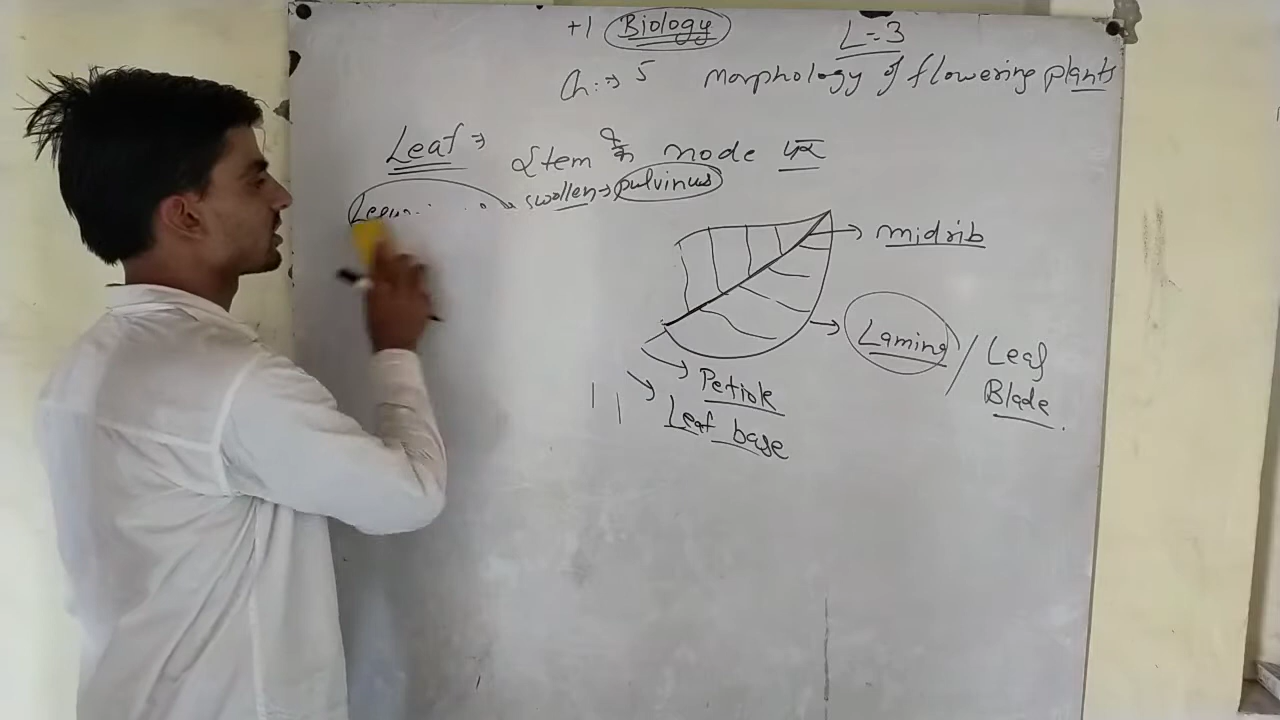 +1 Biology L=3
Ch:⇒ 5 Morphology of flowering plants
Leaf ⇒ Stem के node पर
swollen → pulvinus
→ midrib
→ Lamina / Leaf
Blade
→ Petiole
→ Leaf base